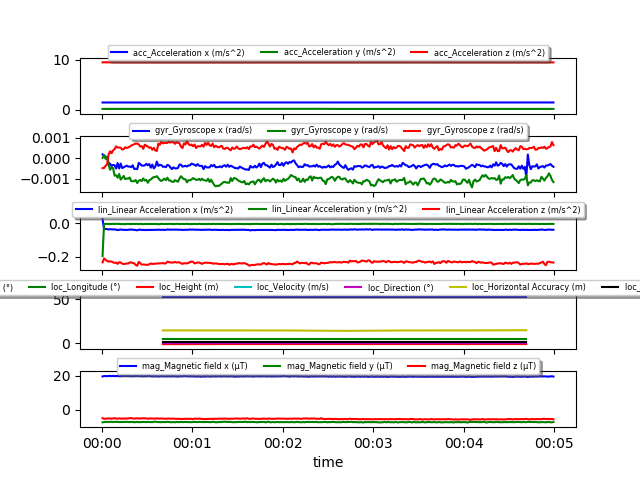 acc_Acceleration x (m/s^2) acc_Acceleration y (m/s^2) acc_Acceleration z (m/s^2)
10
0
gyr_Gyroscope x (rad/s) gyr_Gyroscope y (rad/s) gyr_Gyroscope z (rad/s)
0.001
0.000
−0.001
lin_Linear Acceleration x (m/s^2) lin_Linear Acceleration y (m/s^2) lin_Linear Acceleration z (m/s^2)
0.0
−0.2
(°) loc_Longitude (°) loc_Height (m) loc_Velocity (m/s) loc_Direction (°) loc_Horizontal Accuracy (m) loc_
50
0
mag_Magnetic field x (µT) mag_Magnetic field y (µT) mag_Magnetic field z (µT)
20
0
00:00 00:01 00:02 00:03 00:04 00:05
time